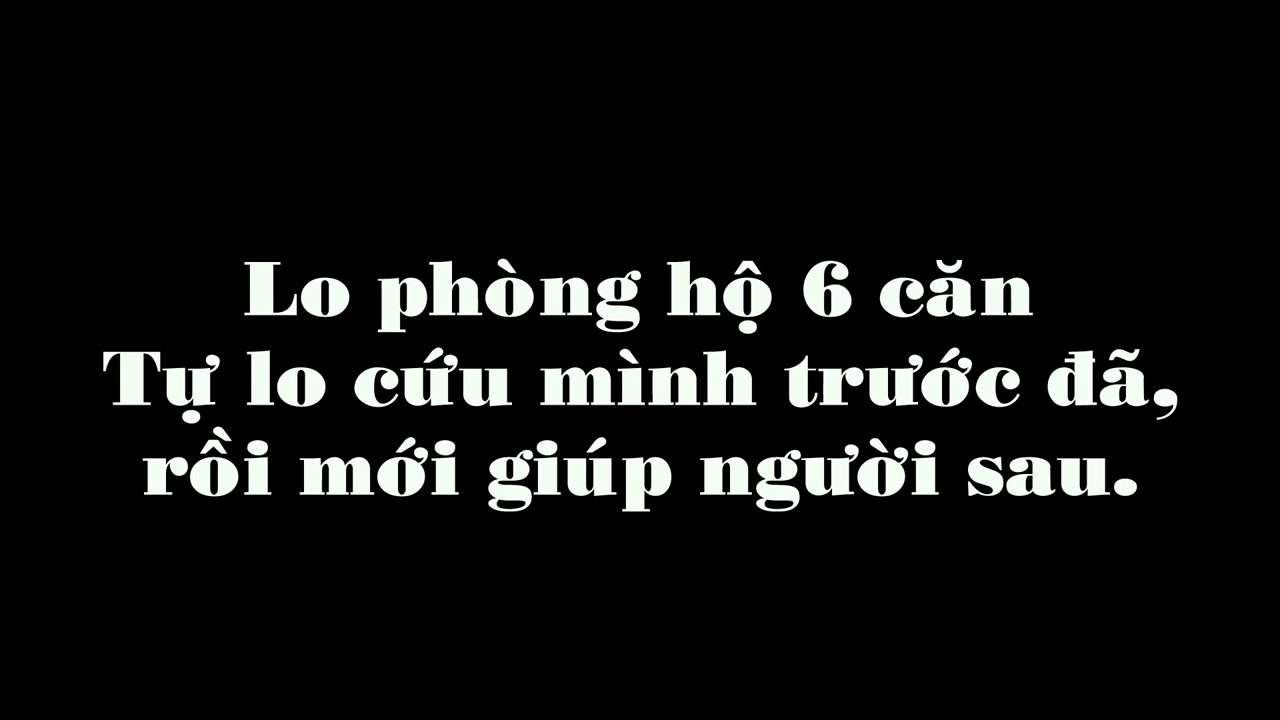 Lo phòng hộ 6 căn
Tự lo cứu mình trước đã,
rồi mới giúp người sau.